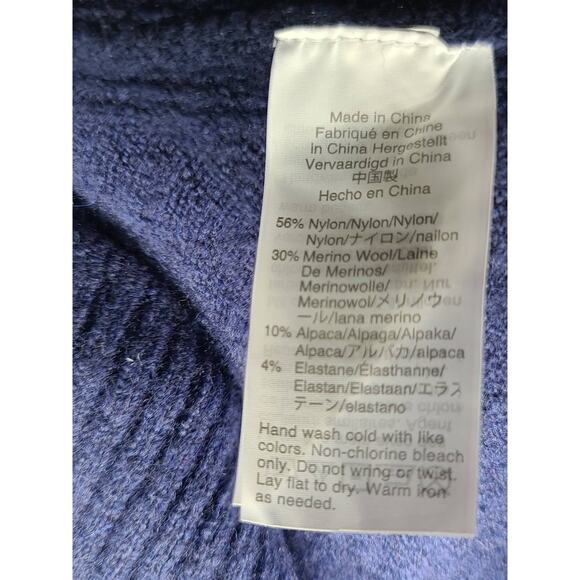 Made in China
Fabriqué en Chine
In China Hergestellt
Vervaardigd in China
中国製
Hecho en China
56% Nylon/Nylon/Nylon/
Nylon/ナイロン/nailon
30% Merino Wool/Laine
De Merinos/
Merinowolle/
Merinowol/メリノウ
ール/lana merino
10% Alpaca/Alpaga/Alpaka/
Alpaca/アルパカ/alpaca
4% Elastane/Élasthanne/
Elastan/Elastaan/エラス
テーン/elastano
Hand wash cold with like
colors. Non-chlorine bleach
only. Do not wring or twist.
Lay flat to dry. Warm iron
as needed.